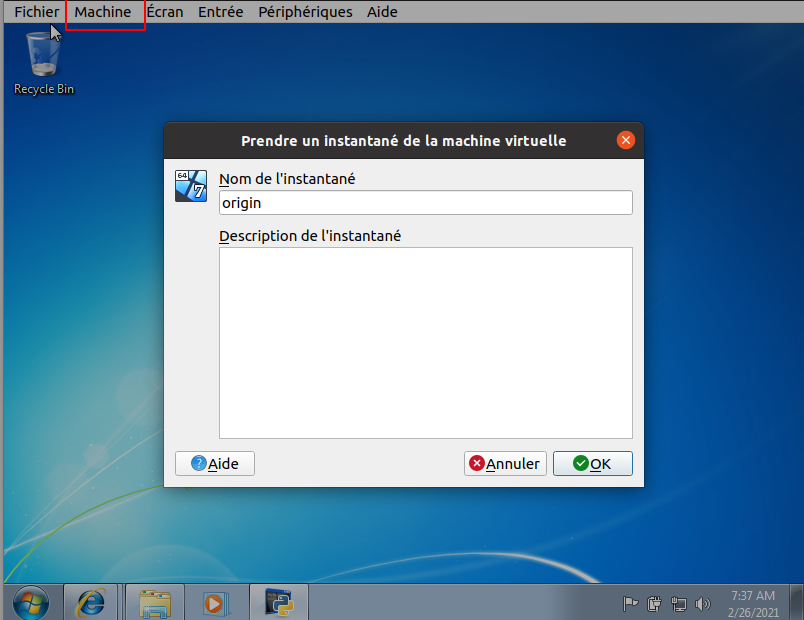 Fichier Machine Écran Entrée Périphériques Aide
Recycle Bin
Prendre un instantané de la machine virtuelle
64
7
Nom de l'instantané
origin
Description de l'instantané
Aide Annuler OK
7:37 AM
2/26/2021